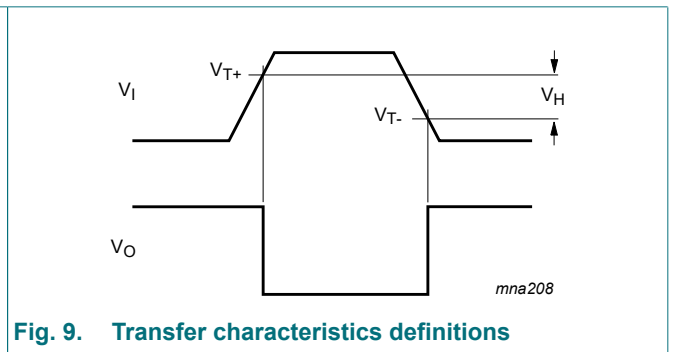 V_T+
V_I
V_H
V_T-
V_O
mna208
Fig. 9. Transfer characteristics definitions